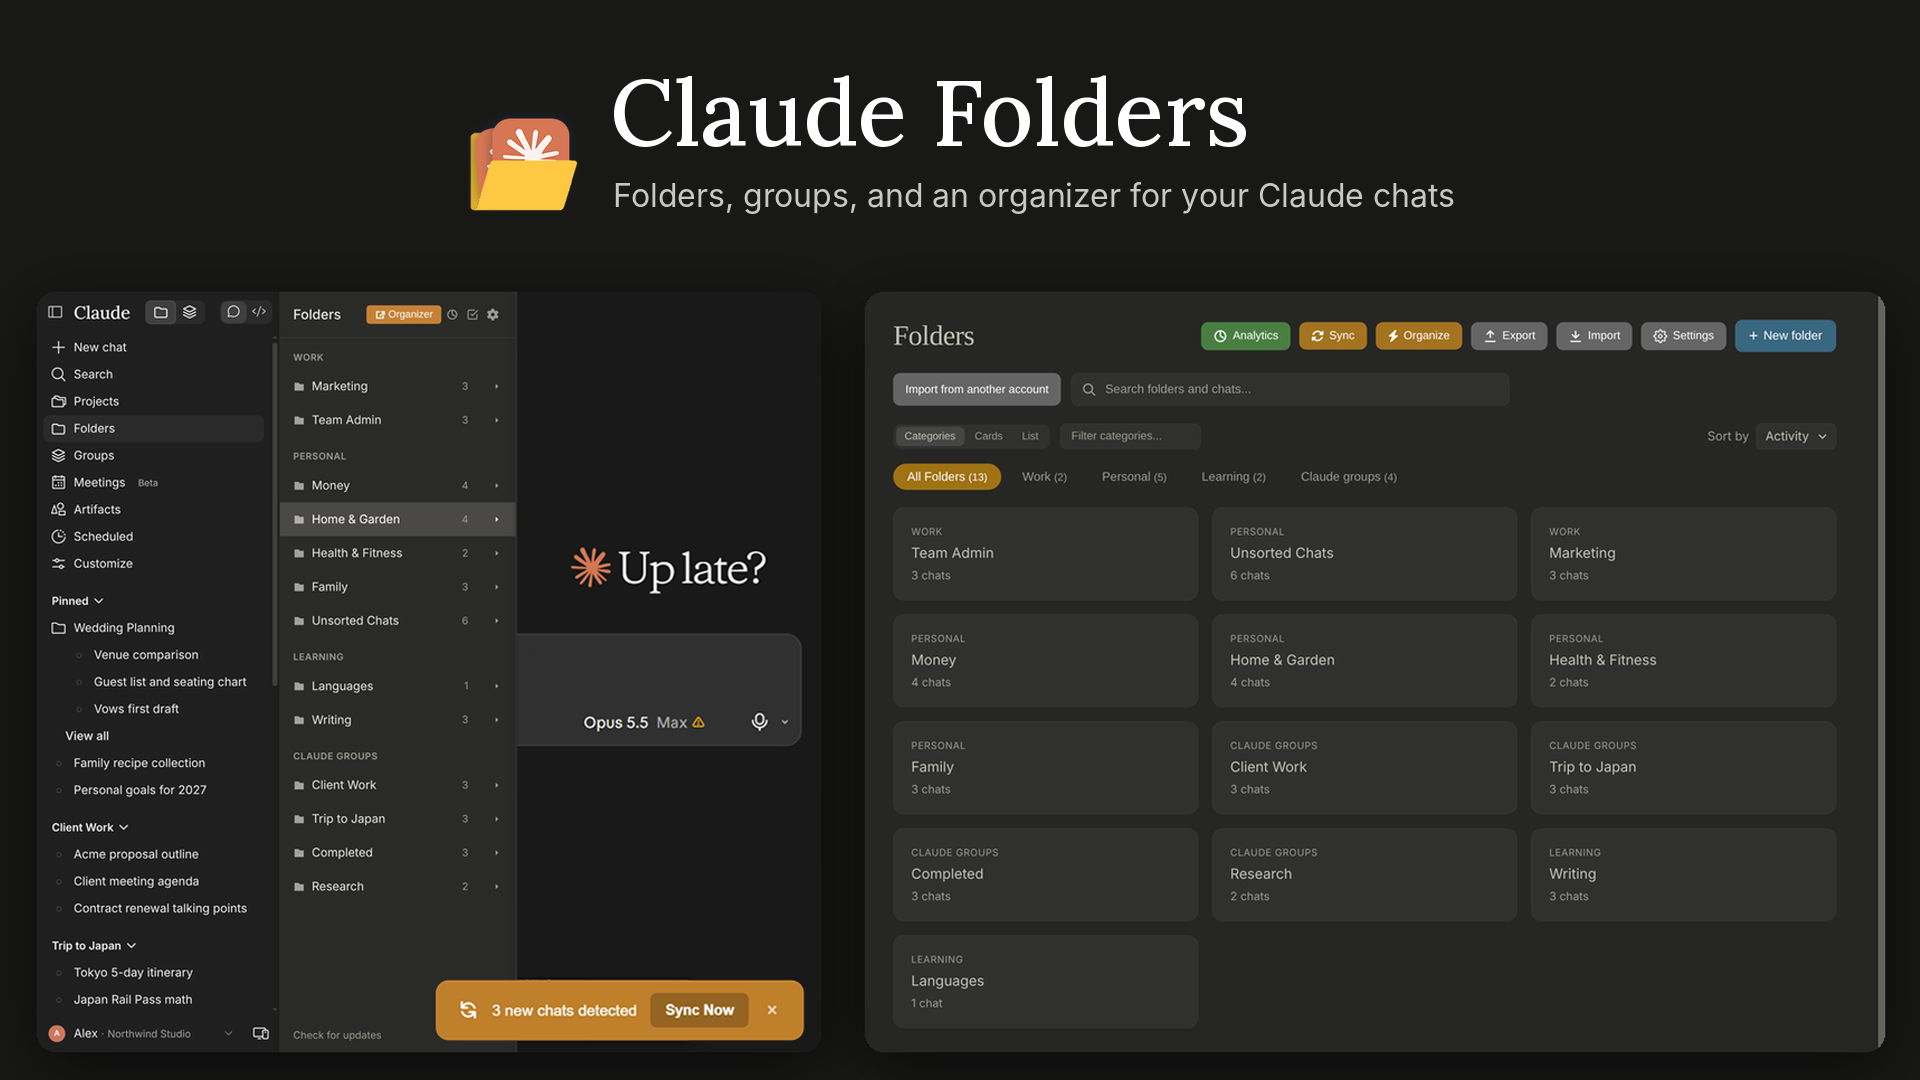 Claude Folders
Folders, groups, and an organizer for your Claude chats
Claude
New chat
Search
Projects
Folders
Groups
Meetings Beta
Artifacts
Scheduled
Customize
Pinned
Wedding Planning
Venue comparison
Guest list and seating chart
Vows first draft
View all
Family recipe collection
Personal goals for 2027
Client Work
Acme proposal outline
Client meeting agenda
Contract renewal talking points
Trip to Japan
Tokyo 5-day itinerary
Japan Rail Pass math
A Alex · Northwind Studio
Folders Organizer
WORK
Marketing 3
Team Admin 3
PERSONAL
Money 4
Home & Garden 4
Health & Fitness 2
Family 3
Unsorted Chats 6
LEARNING
Languages 1
Writing 3
CLAUDE GROUPS
Client Work 3
Trip to Japan 3
Completed 3
Research 2
Check for updates
Up late?
Opus 5.5 Max
3 new chats detected Sync Now ×
Folders
Analytics Sync Organize Export Import Settings + New folder
Import from another account Search folders and chats...
Categories Cards List Filter categories... Sort by Activity
All Folders (13) Work (2) Personal (5) Learning (2) Claude groups (4)
WORK
Team Admin
3 chats
PERSONAL
Unsorted Chats
6 chats
WORK
Marketing
3 chats
PERSONAL
Money
4 chats
PERSONAL
Home & Garden
4 chats
PERSONAL
Health & Fitness
2 chats
PERSONAL
Family
3 chats
CLAUDE GROUPS
Client Work
3 chats
CLAUDE GROUPS
Trip to Japan
3 chats
CLAUDE GROUPS
Completed
3 chats
CLAUDE GROUPS
Research
2 chats
LEARNING
Writing
3 chats
LEARNING
Languages
1 chat